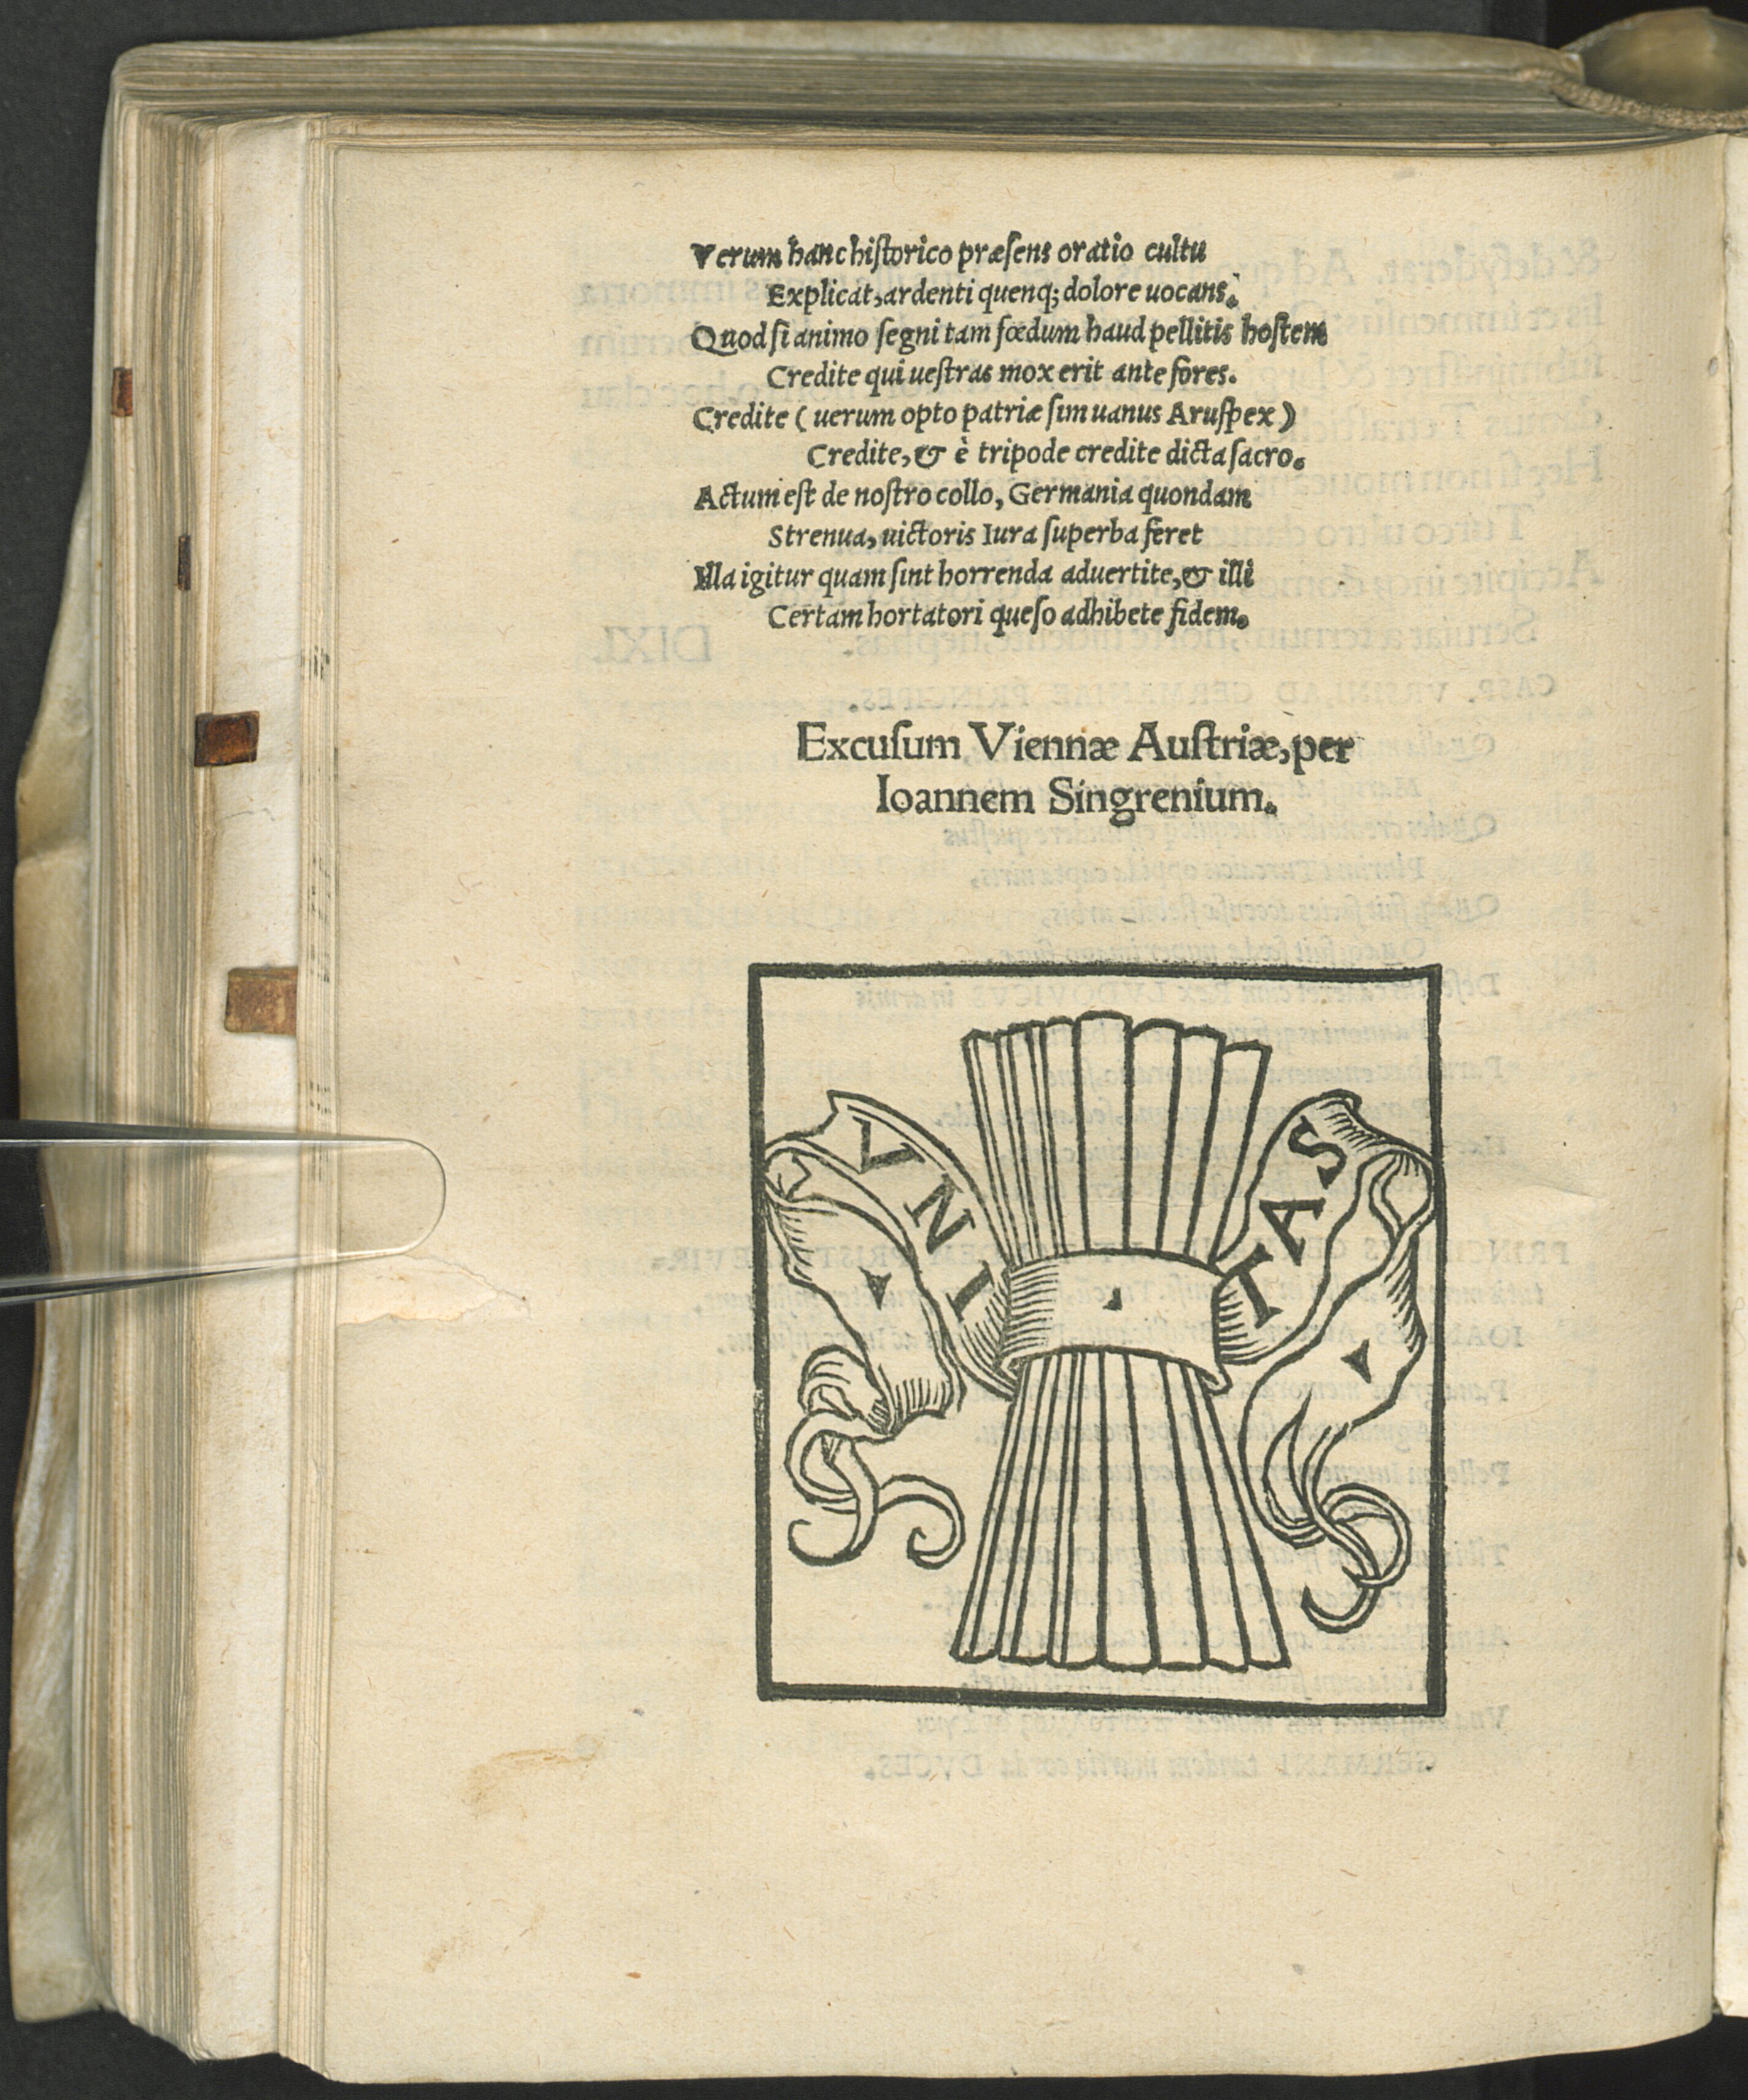 Verum hanc hiſtorico præſens oratio cultu
Explicat, ardenti quenq; dolore uocans.
Quod ſi animo ſegni tam fœdum haud pellitis hoſtem
Credite qui ueſtras mox erit ante fores.
Credite ( uerum opto patriæ ſim uanus Aruſpex )
Credite, & è tripode credite dicta ſacro.
Actum eſt de noſtro collo, Germania quondam
Strenua, uictoris Iura ſuperba feret
Illa igitur quam ſint horrenda aduertite, & illi
Certam hortatori queſo adhibete fidem.
Excuſum Viennæ Auſtriæ, per
Ioannem Singrenium.
VNI TAS